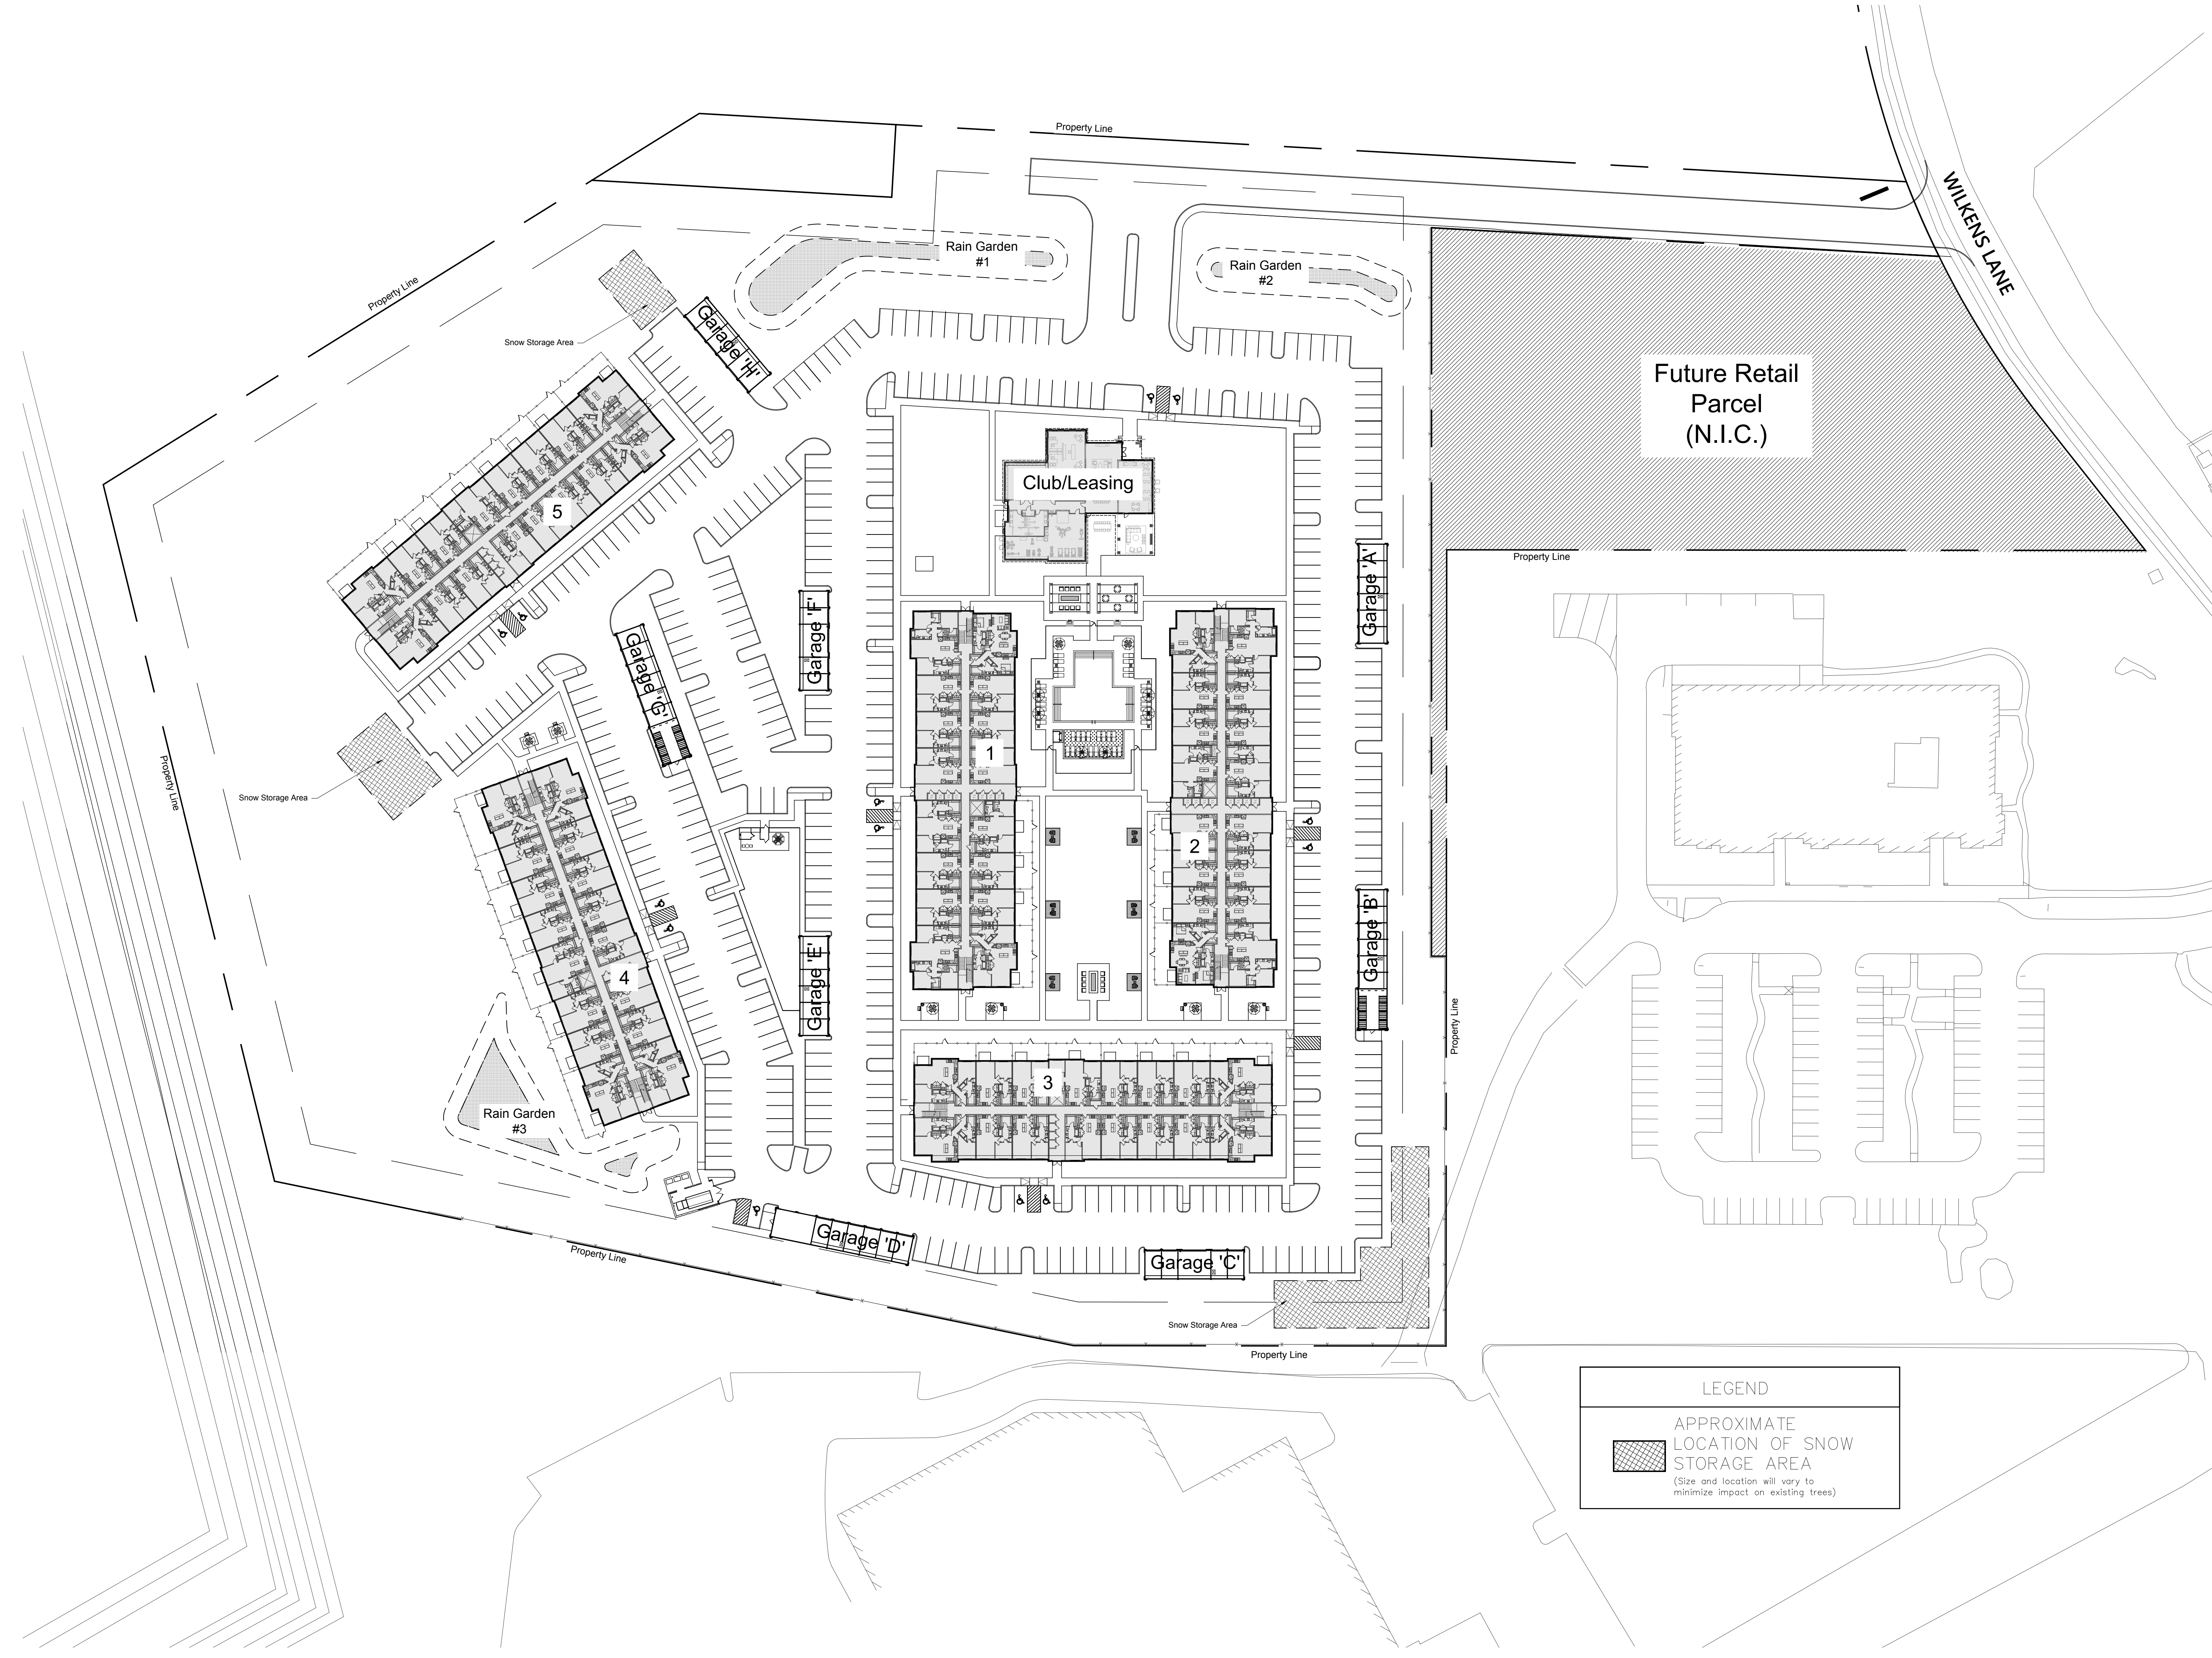 Property Line
WILKENS LANE
Rain Garden
#1
Rain Garden
#2
Property Line
Snow Storage Area
Garage 'H'
Future Retail
Parcel
(N.I.C.)
Club/Leasing
5
Property Line
Garage 'A'
Garage 'F'
Garage 'G'
1
Property Line
Snow Storage Area
2
Garage 'B'
4
Garage 'E'
Property Line
3
Rain Garden
#3
Garage 'D'
Property Line
Garage 'C'
Snow Storage Area
Property Line
LEGEND
APPROXIMATE
LOCATION OF SNOW
STORAGE AREA
(Size and location will vary to
minimize impact on existing trees)